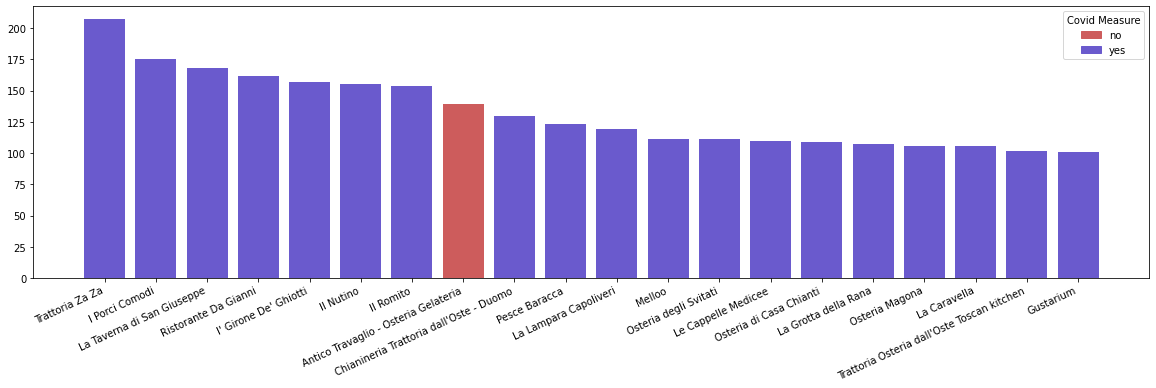 Covid Measure
no
yes
200
175
150
125
100
75
50
25
0
Trattoria Za Za
I Porci Comodi
La Taverna di San Giuseppe
Ristorante Da Gianni
I' Girone De' Ghiotti
Il Nutino
Il Romito
Antico Travaglio - Osteria Gelateria
Chianineria Trattoria dall'Oste - Duomo
Pesce Baracca
La Lampara Capoliveri
Melloo
Osteria degli Svitati
Le Cappelle Medicee
Osteria di Casa Chianti
La Grotta della Rana
Osteria Magona
La Caravella
Trattoria Osteria dall'Oste Toscan kitchen
Gustarium